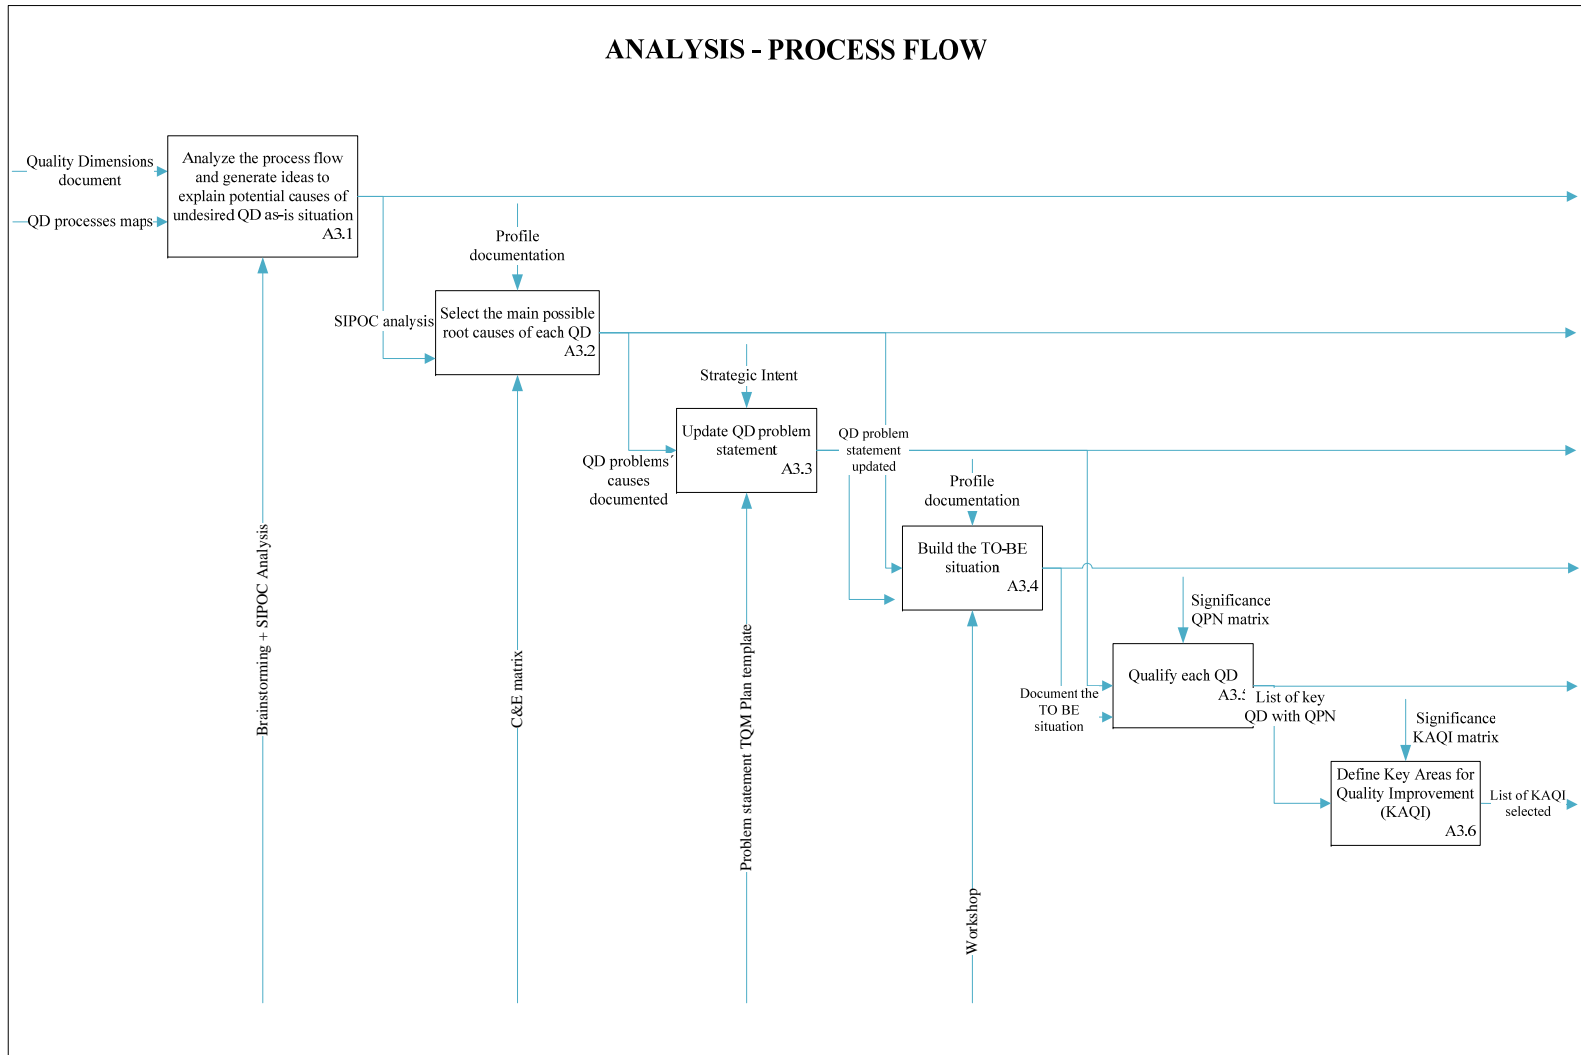 ANALYSIS - PROCESS FLOW
Quality Dimensions
document
QD processes maps
Analyze the process flow
and generate ideas to
explain potential causes of
undesired QD as-is situation
A3.1
Profile
documentation
SIPOC analysis
Select the main possible
root causes of each QD
A3.2
Strategic Intent
Update QD problem
statement
A3.3
QD problems´
causes
documented
QD problem
statement
updated
Profile
documentation
Build the TO-BE
situation
A3.4
Significance
QPN matrix
Document the
TO BE
situation
Qualify each QD
A3.5
List of key
QD with QPN
Significance
KAQI matrix
Define Key Areas for
Quality Improvement
(KAQI)
A3.6
List of KAQI
selected
Brainstorming + SIPOC Analysis
C&E matrix
Problem statement TQM Plan template
Workshop